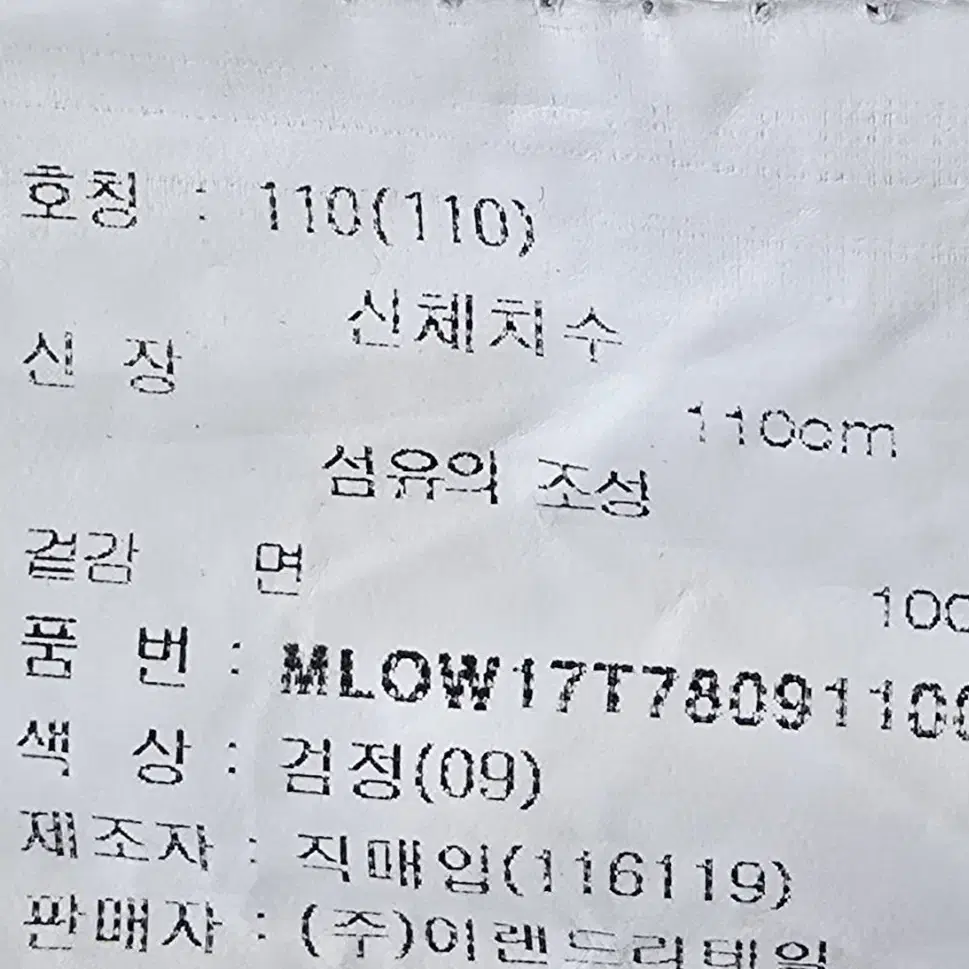 호칭 : 110(110)
신체치수
신 장 110cm
섬유의 조성
겉감 면 100
품 번 : MLOW17T78091100
색 상 : 검정(09)
제조자 : 직매입(116119)
판매자 : (주)이랜드리테일